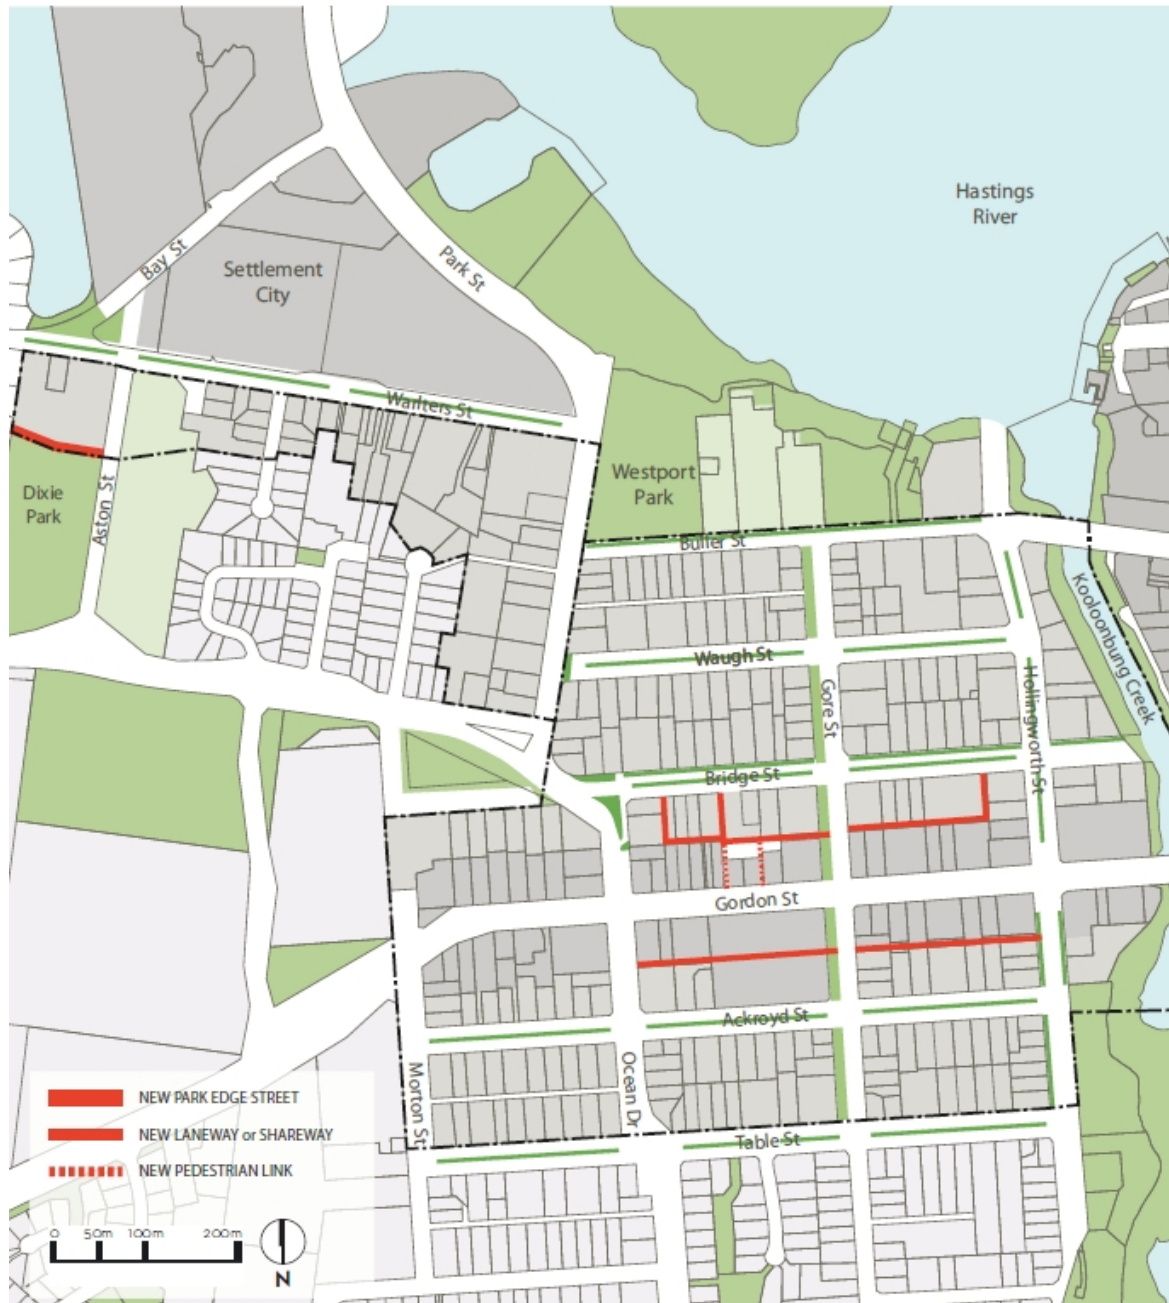 Hastings
River
Bay St
Settlement
City
Park St
Warlters St
Dixie
Park
Aston St
Westport
Park
Buller St
Kooloonbung Creek
Waugh St
Gore St
Hollingworth St
Bridge St
Gordon St
Ackroyd St
Morton St
Ocean Dr
Table St
NEW PARK EDGE STREET
NEW LANEWAY or SHAREWAY
NEW PEDESTRIAN LINK
0 50m 100m 200m
N